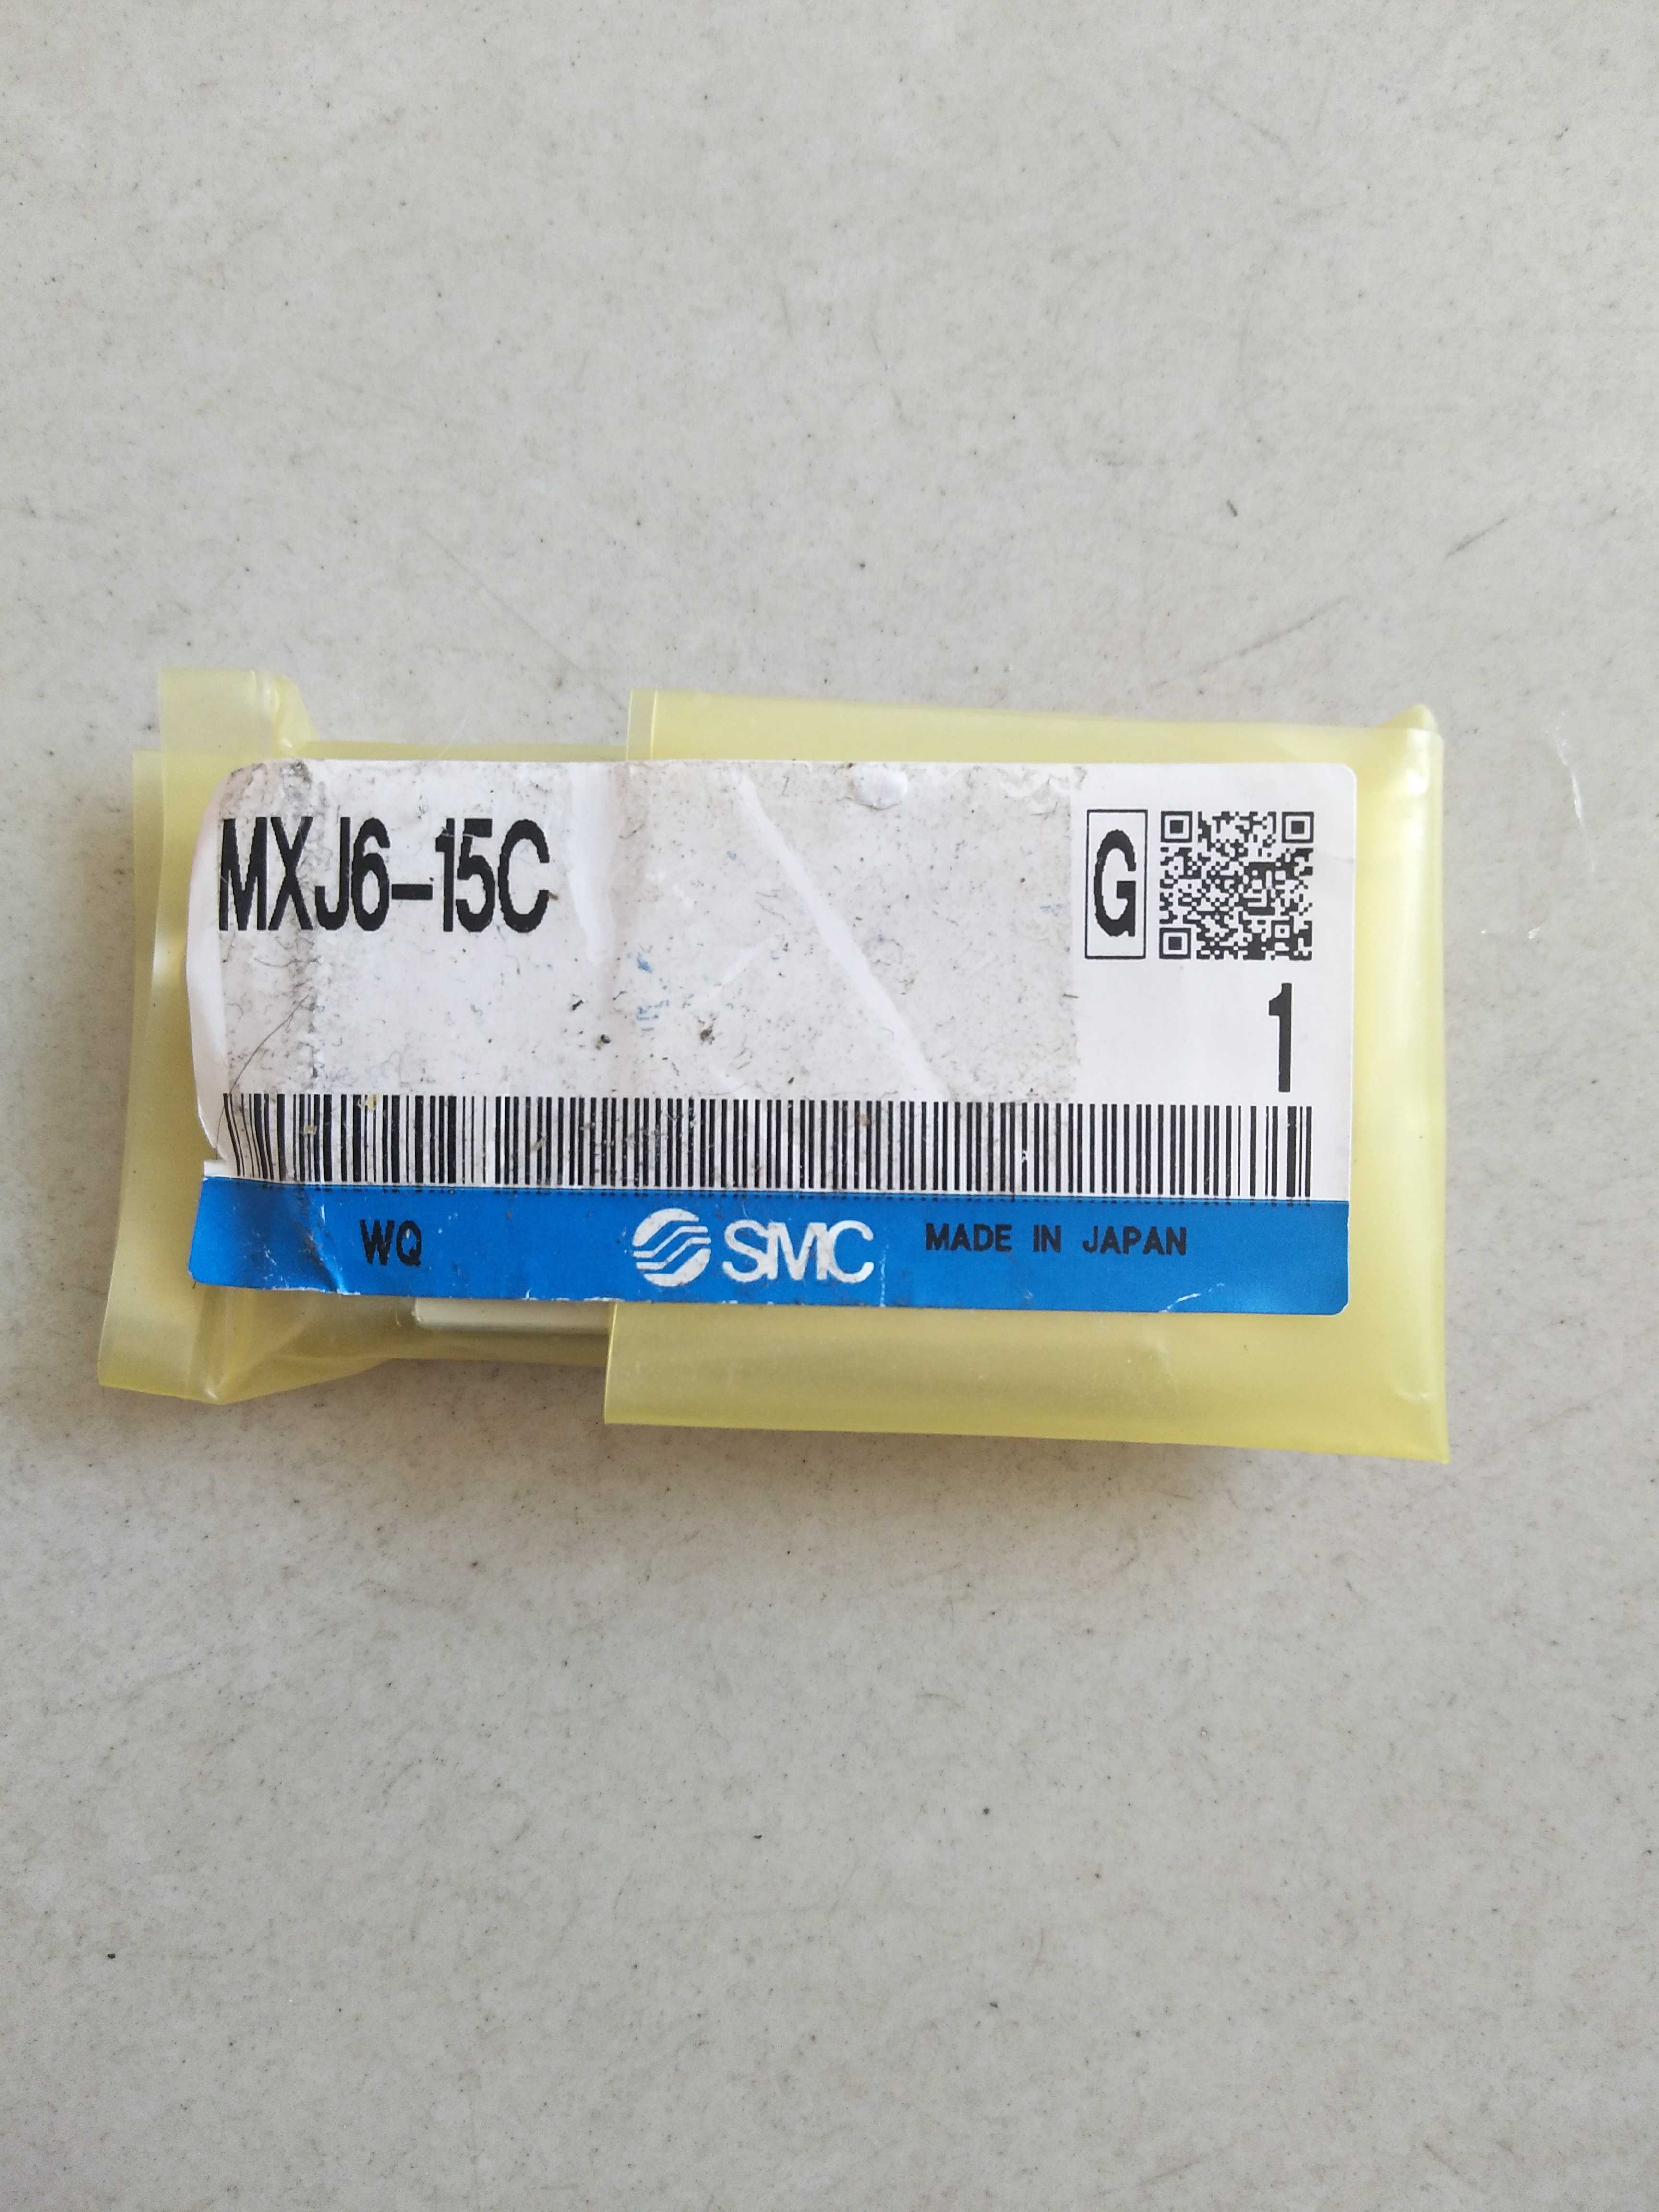 MXJ6-15C
G
1
WQ
SMC
MADE IN JAPAN